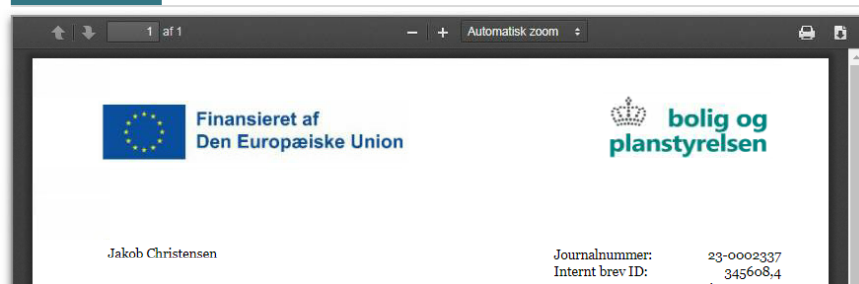 1 af 1 − + Automatisk zoom
Finansieret af
Den Europæiske Union
bolig og
planstyrelsen
Jakob Christensen
Journalnummer: 23-0002337
Internt brev ID: 345608,4